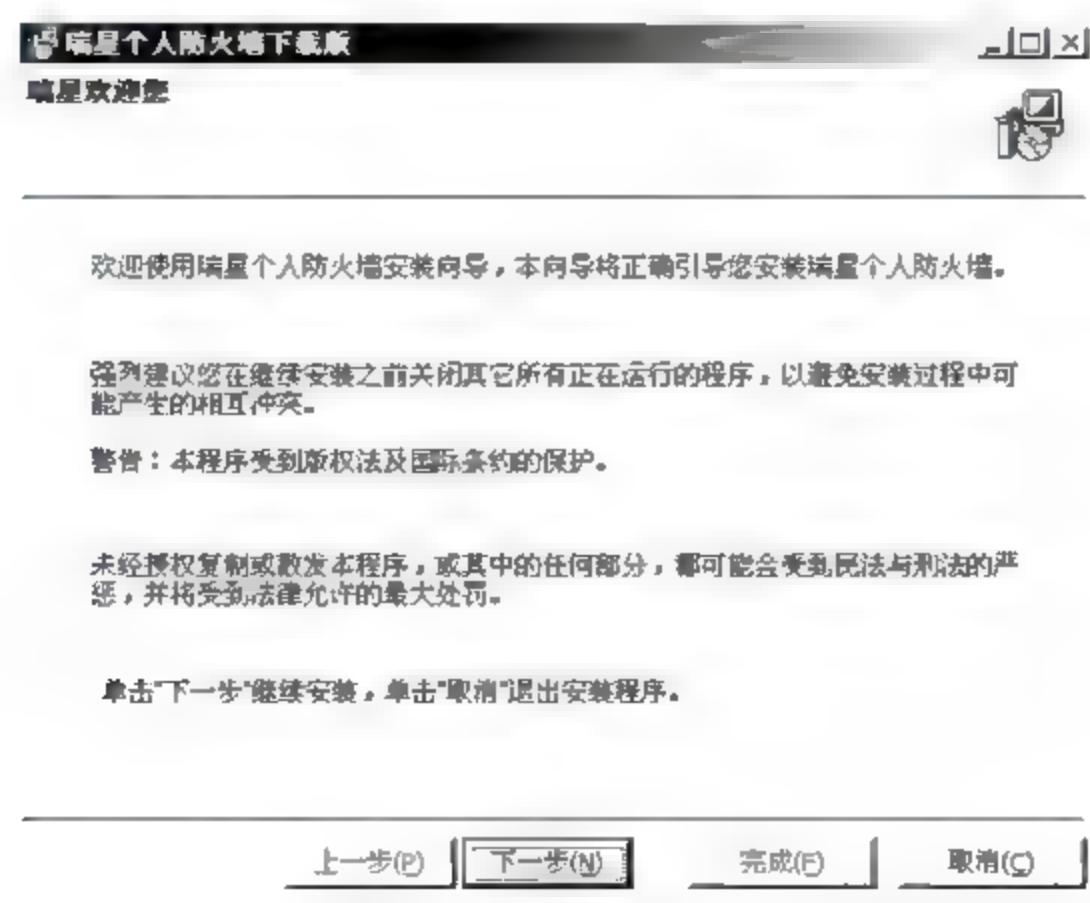 瑞星个人防火墙下载版
瑞星欢迎您
欢迎使用瑞星个人防火墙安装向导，本向导将正确引导您安装瑞星个人防火墙。
强列建议您在继续安装之前关闭其它所有正在运行的程序，以避免安装过程中可
能产生的相互冲突。
警告：本程序受到版权法及国际条约的保护。
未经授权复制或散发本程序，或其中的任何部分，都可能会受到民法与刑法的严
惩，并将受到法律允许的最大处罚。
单击"下一步"继续安装，单击"取消"退出安装程序。
上一步(P) 下一步(N) 完成(F) 取消(C)